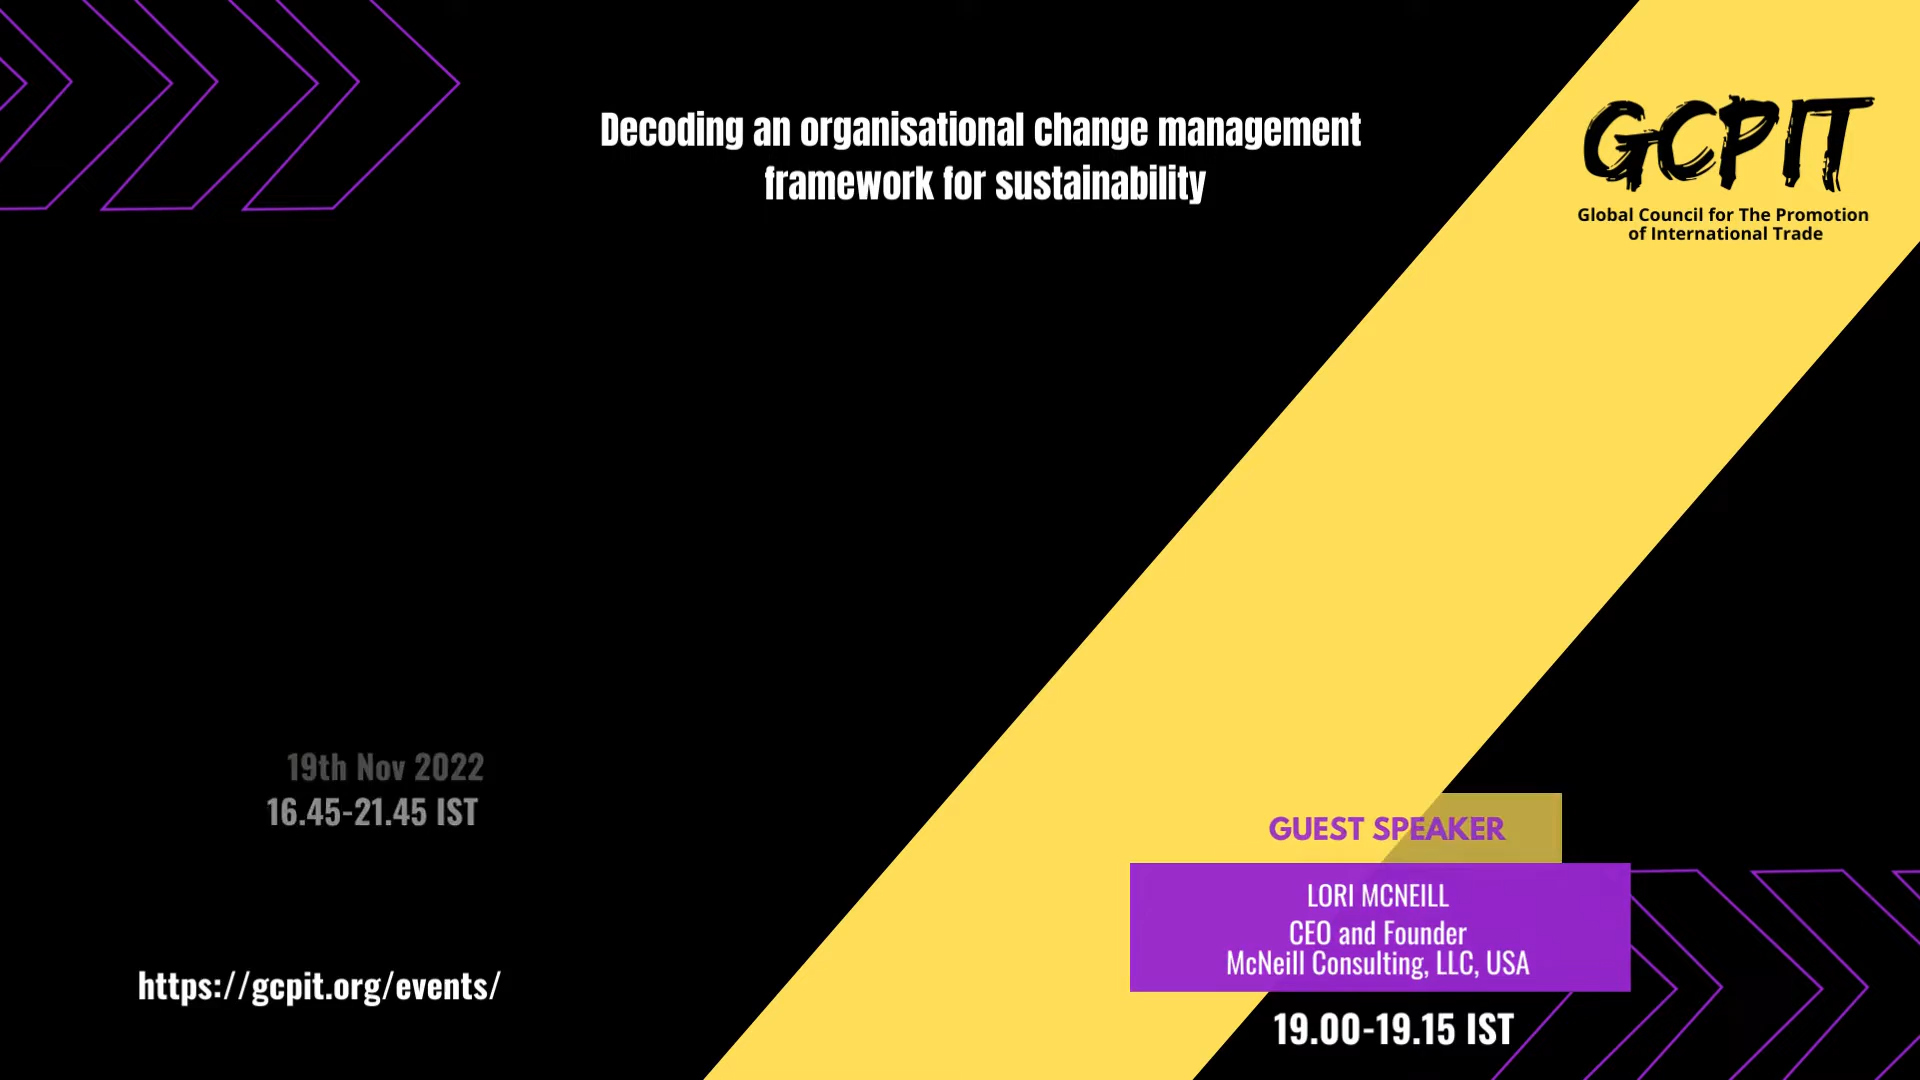 Decoding an organisational change management
framework for sustainability
GCPIT
Global Council for The Promotion
of International Trade
19th Nov 2022
16.45-21.45 IST
https://gcpit.org/events/
GUEST SPEAKER
LORI MCNEILL
CEO and Founder
McNeill Consulting, LLC, USA
19.00-19.15 IST